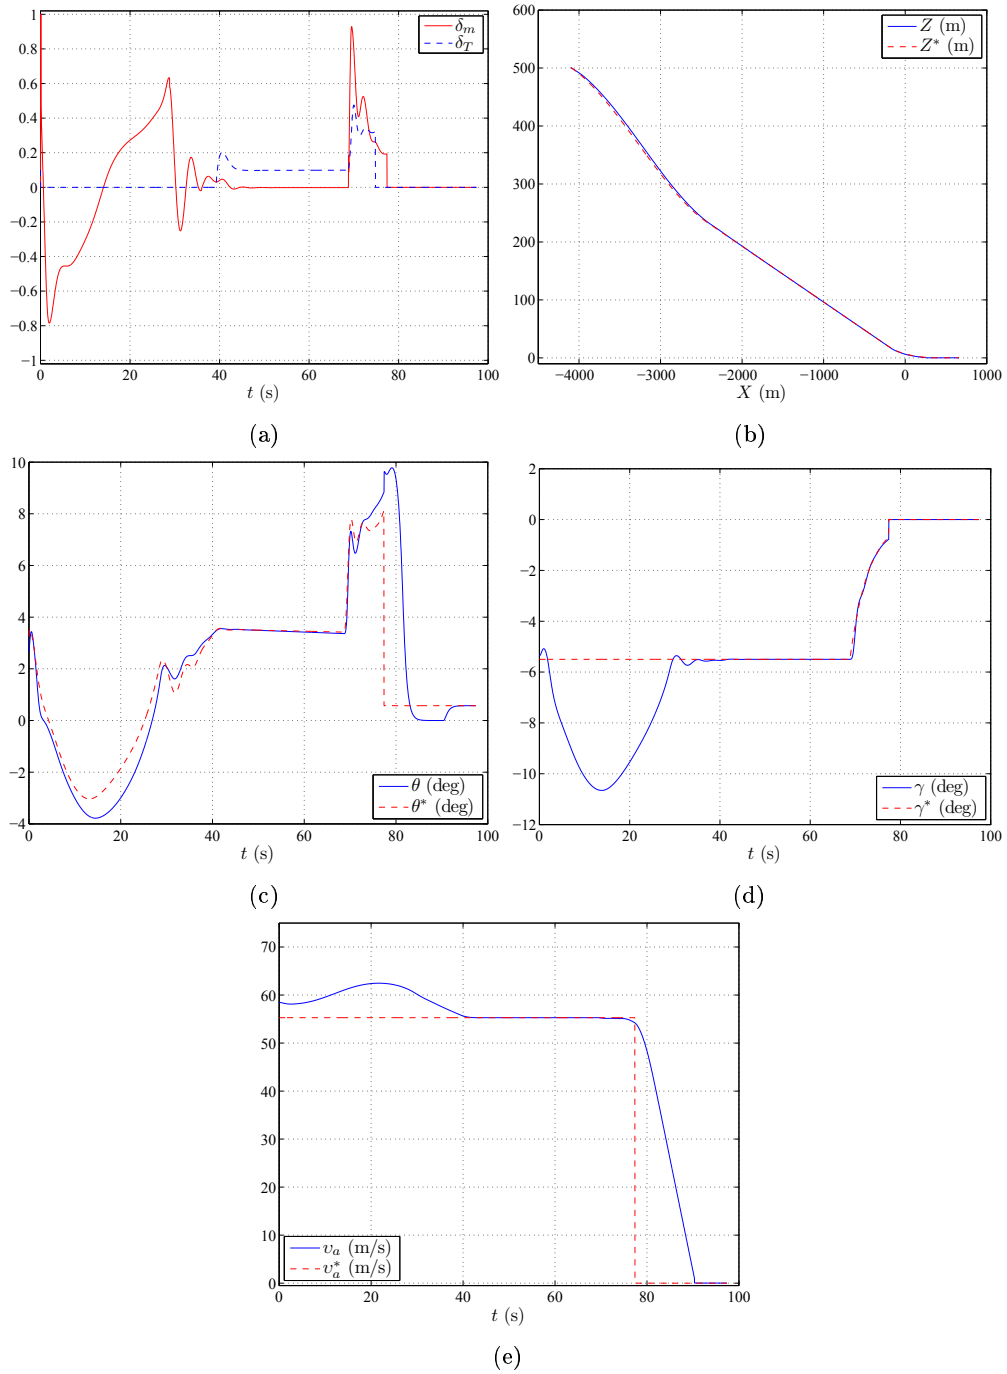 1
0.8
0.6
0.4
0.2
0
−0.2
−0.4
−0.6
−0.8
−1
0 20 40 60 80 100
t (s)
δ_m
δ_T
(a)
600
500
400
300
200
100
0
−4000 −3000 −2000 −1000 0 1000
X (m)
Z (m)
Z* (m)
(b)
10
8
6
4
2
0
−2
−4
0 20 40 60 80 100
t (s)
θ (deg)
θ* (deg)
(c)
2
0
−2
−4
−6
−8
−10
−12
0 20 40 60 80 100
t (s)
γ (deg)
γ* (deg)
(d)
70
60
50
40
30
20
10
0
0 20 40 60 80 100
t (s)
v_a (m/s)
v_a* (m/s)
(e)